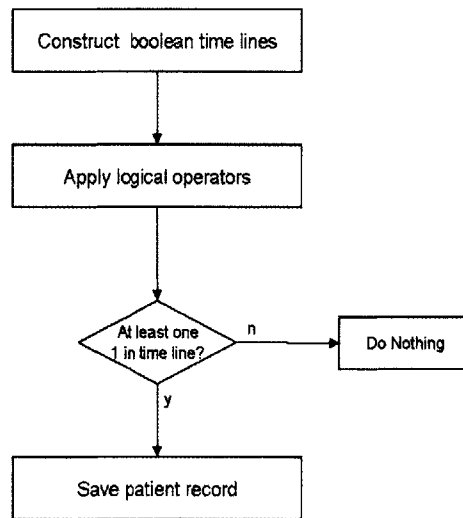 Construct boolean time lines
Apply logical operators
At least one
1 in time line?
n
Do Nothing
y
Save patient record